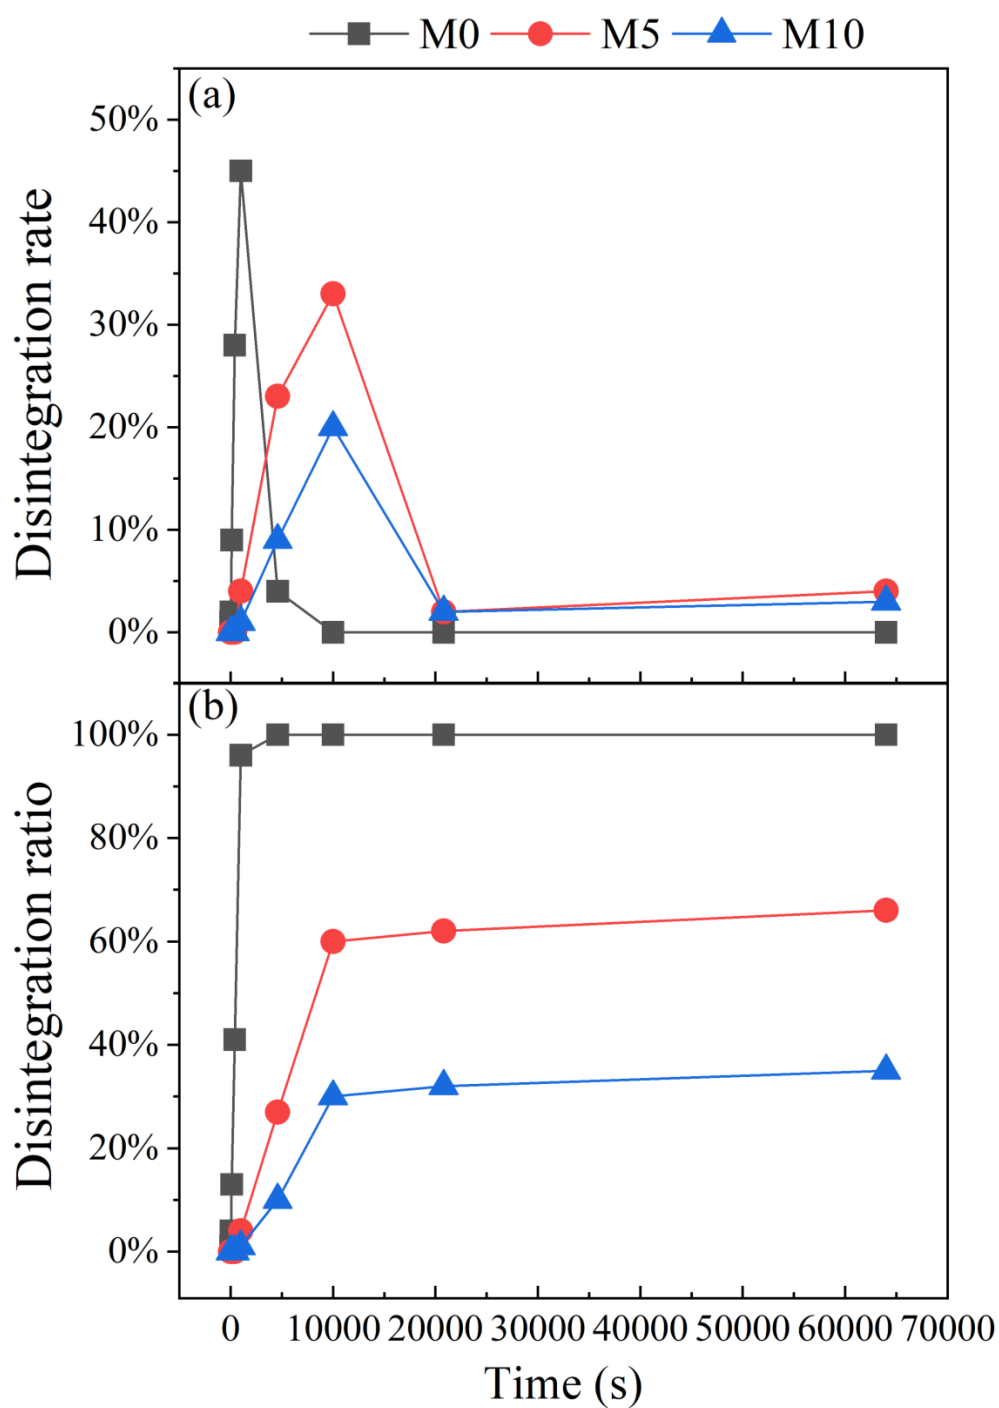 M0 M5 M10
(a)
50%
40%
30%
20%
10%
0%
Disintegration rate
(b)
100%
80%
60%
40%
20%
0%
Disintegration ratio
0 10000 20000 30000 40000 50000 60000 70000
Time (s)